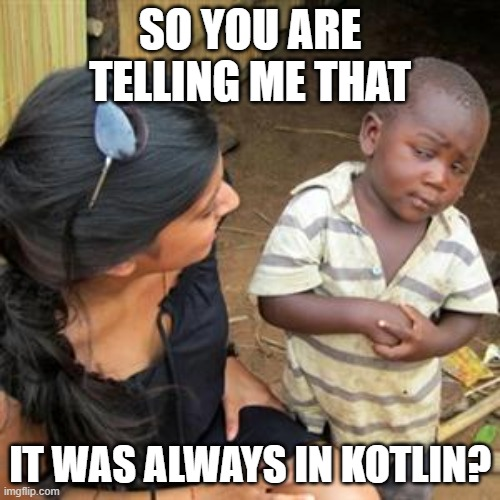 SO YOU ARE
TELLING ME THAT
IT WAS ALWAYS IN KOTLIN?
imgflip.com